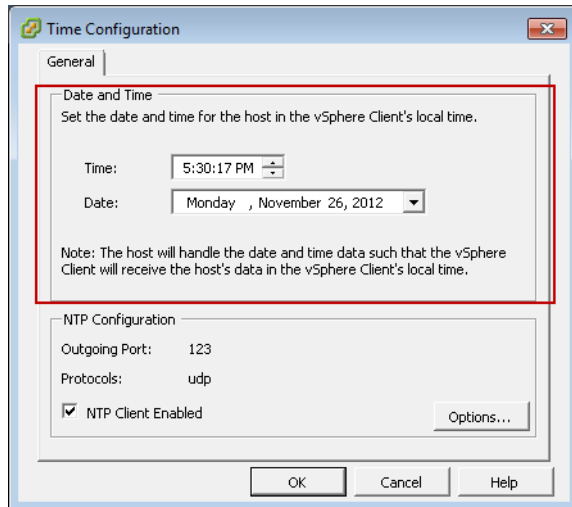 Time Configuration
General
Date and Time
Set the date and time for the host in the vSphere Client's local time.
Time: 5:30:17 PM
Date: Monday , November 26, 2012
Note: The host will handle the date and time data such that the vSphere
Client will receive the host's data in the vSphere Client's local time.
NTP Configuration
Outgoing Port: 123
Protocols: udp
NTP Client Enabled
Options...
OK Cancel Help